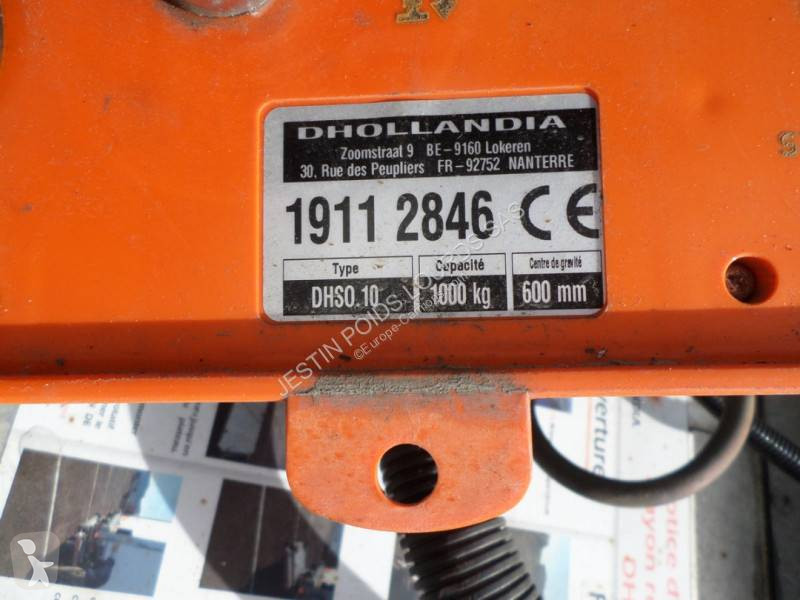 DHOLLANDIA
Zoomstraat 9 BE-9160 Lokeren
30, Rue des Peupliers FR-92752 NANTERRE
1911 2846 CE
Type Capacité Centre de gravité
DHSO.10 1000 kg 600 mm
JESTIN POIDS LOURDS SAS
©Europe-Camions.com